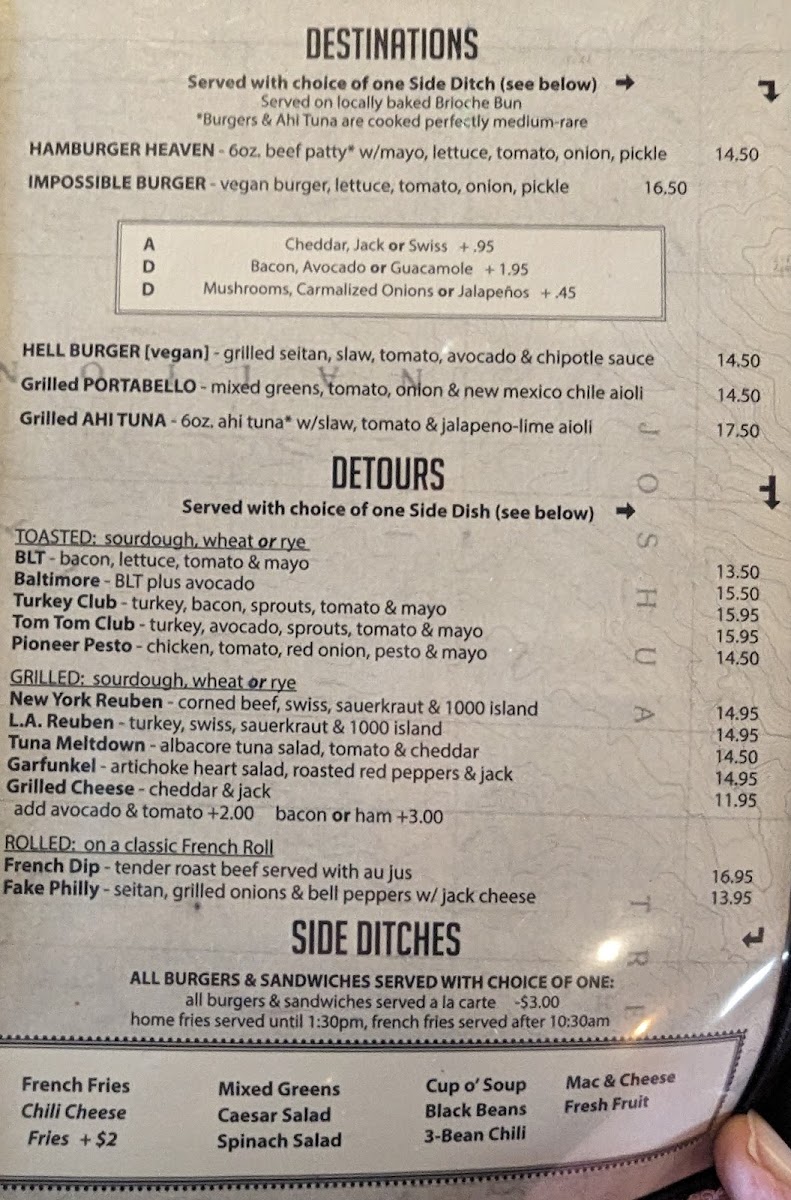 DESTINATIONS
Served with choice of one Side Ditch (see below) ➡
Served on locally baked Brioche Bun
*Burgers & Ahi Tuna are cooked perfectly medium-rare
HAMBURGER HEAVEN - 6oz. beef patty* w/mayo, lettuce, tomato, onion, pickle 14.50
IMPOSSIBLE BURGER - vegan burger, lettuce, tomato, onion, pickle 16.50
A Cheddar, Jack or Swiss + .95
D Bacon, Avocado or Guacamole + 1.95
D Mushrooms, Carmalized Onions or Jalapeños + .45
HELL BURGER [vegan] - grilled seitan, slaw, tomato, avocado & chipotle sauce 14.50
Grilled PORTABELLO - mixed greens, tomato, onion & new mexico chile aioli 14.50
Grilled AHI TUNA - 6oz. ahi tuna* w/slaw, tomato & jalapeno-lime aioli 17.50
DETOURS
Served with choice of one Side Dish (see below) ➡
TOASTED: sourdough, wheat or rye
BLT - bacon, lettuce, tomato & mayo 13.50
Baltimore - BLT plus avocado 15.50
Turkey Club - turkey, bacon, sprouts, tomato & mayo 15.95
Tom Tom Club - turkey, avocado, sprouts, tomato & mayo 15.95
Pioneer Pesto - chicken, tomato, red onion, pesto & mayo 14.50
GRILLED: sourdough, wheat or rye
New York Reuben - corned beef, swiss, sauerkraut & 1000 island 14.95
L.A. Reuben - turkey, swiss, sauerkraut & 1000 island 14.95
Tuna Meltdown - albacore tuna salad, tomato & cheddar 14.50
Garfunkel - artichoke heart salad, roasted red peppers & jack 14.95
Grilled Cheese - cheddar & jack 11.95
add avocado & tomato +2.00 bacon or ham +3.00
ROLLED: on a classic French Roll
French Dip - tender roast beef served with au jus 16.95
Fake Philly - seitan, grilled onions & bell peppers w/ jack cheese 13.95
SIDE DITCHES
ALL BURGERS & SANDWICHES SERVED WITH CHOICE OF ONE:
all burgers & sandwiches served a la carte -$3.00
home fries served until 1:30pm, french fries served after 10:30am
French Fries
Chili Cheese
Fries + $2
Mixed Greens
Caesar Salad
Spinach Salad
Cup o' Soup
Black Beans
3-Bean Chili
Mac & Cheese
Fresh Fruit
JOSHUA
TR